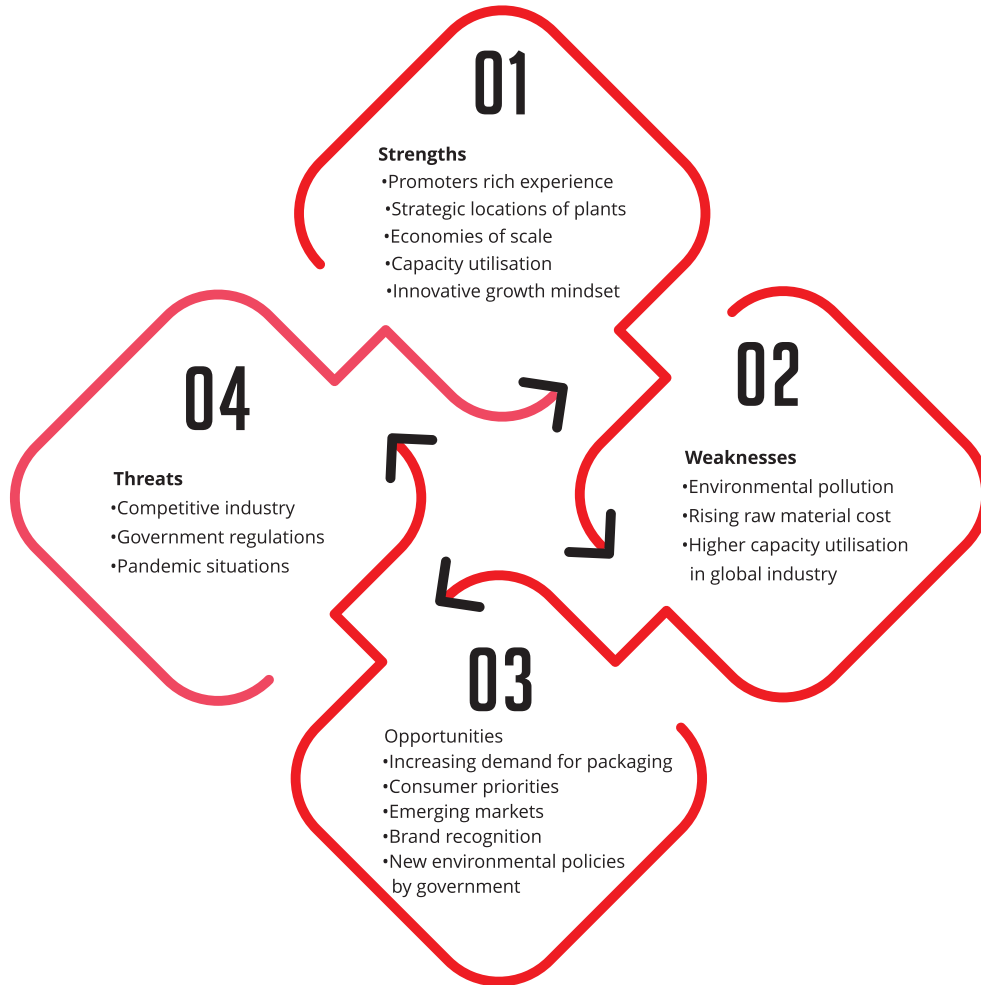 01
Strengths
•Promoters rich experience
•Strategic locations of plants
•Economies of scale
•Capacity utilisation
•Innovative growth mindset
02
Weaknesses
•Environmental pollution
•Rising raw material cost
•Higher capacity utilisation
in global industry
03
Opportunities
•Increasing demand for packaging
•Consumer priorities
•Emerging markets
•Brand recognition
•New environmental policies
by government
04
Threats
•Competitive industry
•Government regulations
•Pandemic situations